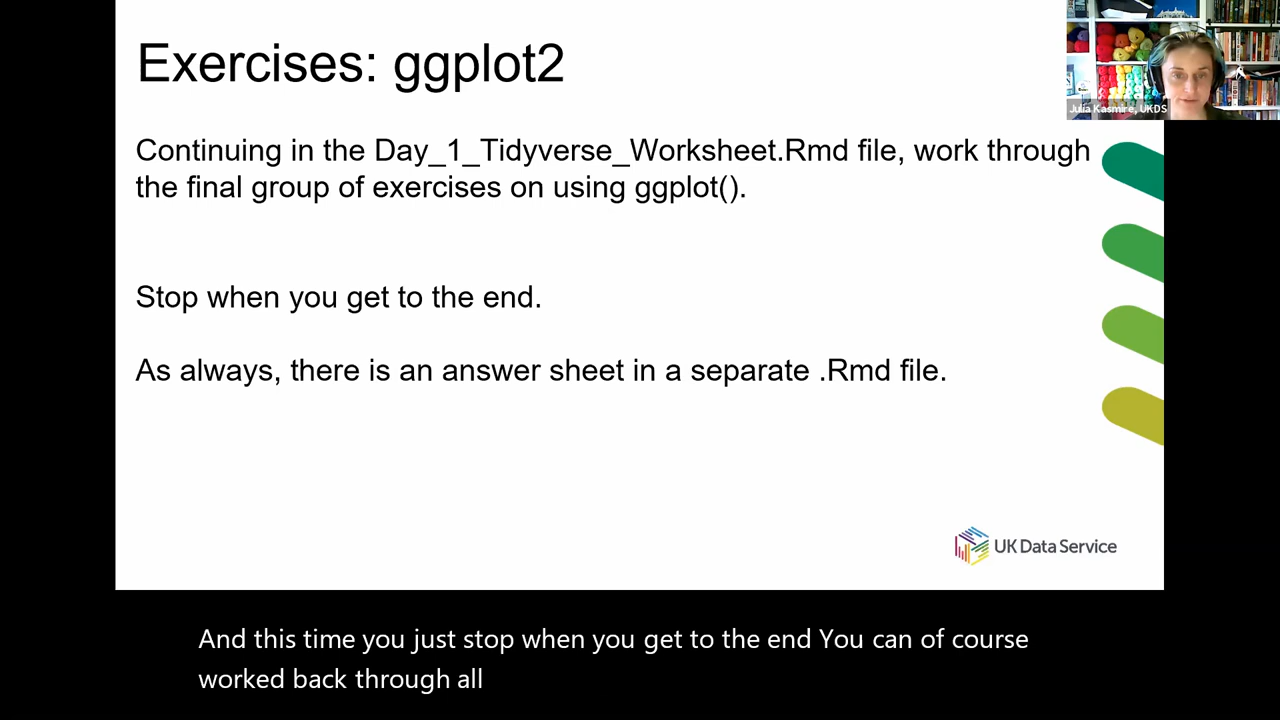 Exercises: ggplot2
Julia Kasmire, UKDS
Continuing in the Day_1_Tidyverse_Worksheet.Rmd file, work through
the final group of exercises on using ggplot().
Stop when you get to the end.
As always, there is an answer sheet in a separate .Rmd file.
UK Data Service
And this time you just stop when you get to the end You can of course
worked back through all